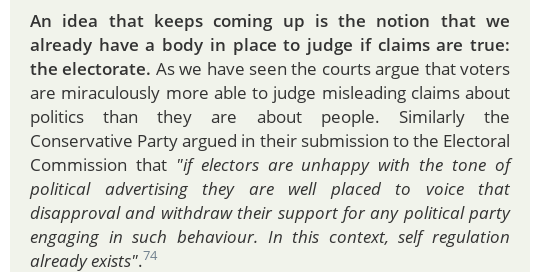 An idea that keeps coming up is the notion that we
already have a body in place to judge if claims are true:
the electorate. As we have seen the courts argue that voters
are miraculously more able to judge misleading claims about
politics than they are about people. Similarly the
Conservative Party argued in their submission to the Electoral
Commission that "if electors are unhappy with the tone of
political advertising they are well placed to voice that
disapproval and withdraw their support for any political party
engaging in such behaviour. In this context, self regulation
already exists".74